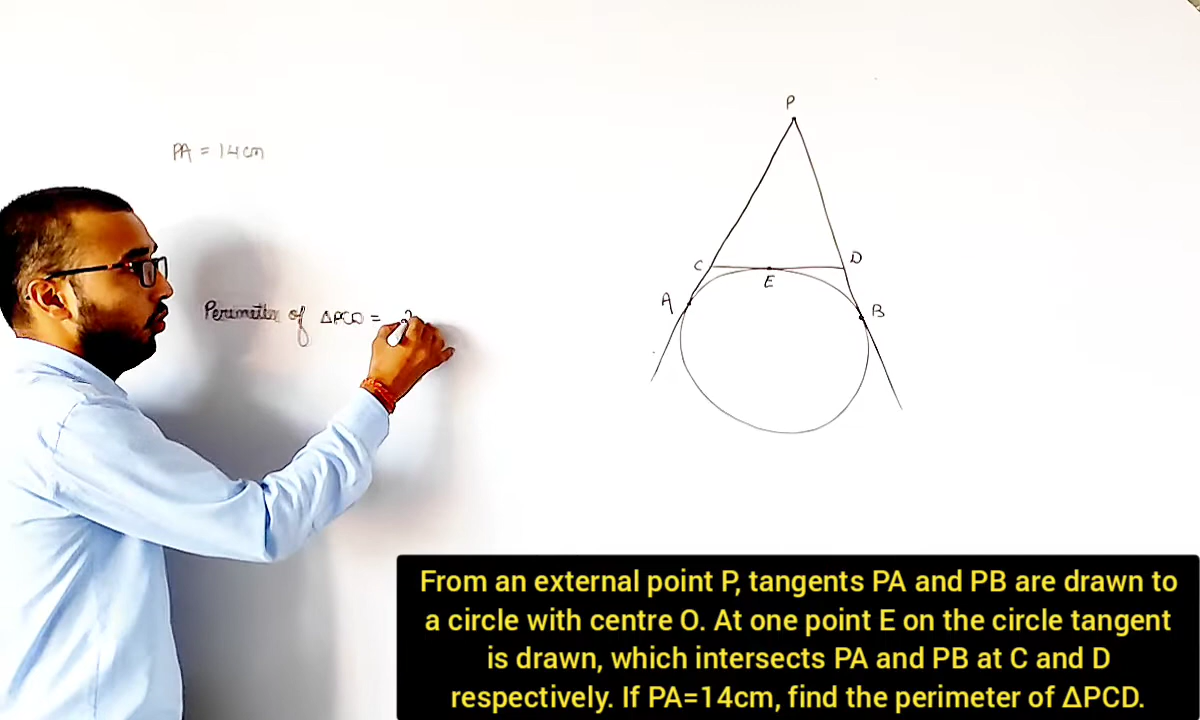 P
PA = 14cm
C
D
E
A
B
Perimeter of ΔPCD = ?
From an external point P, tangents PA and PB are drawn to
a circle with centre O. At one point E on the circle tangent
is drawn, which intersects PA and PB at C and D
respectively. If PA=14cm, find the perimeter of ΔPCD.